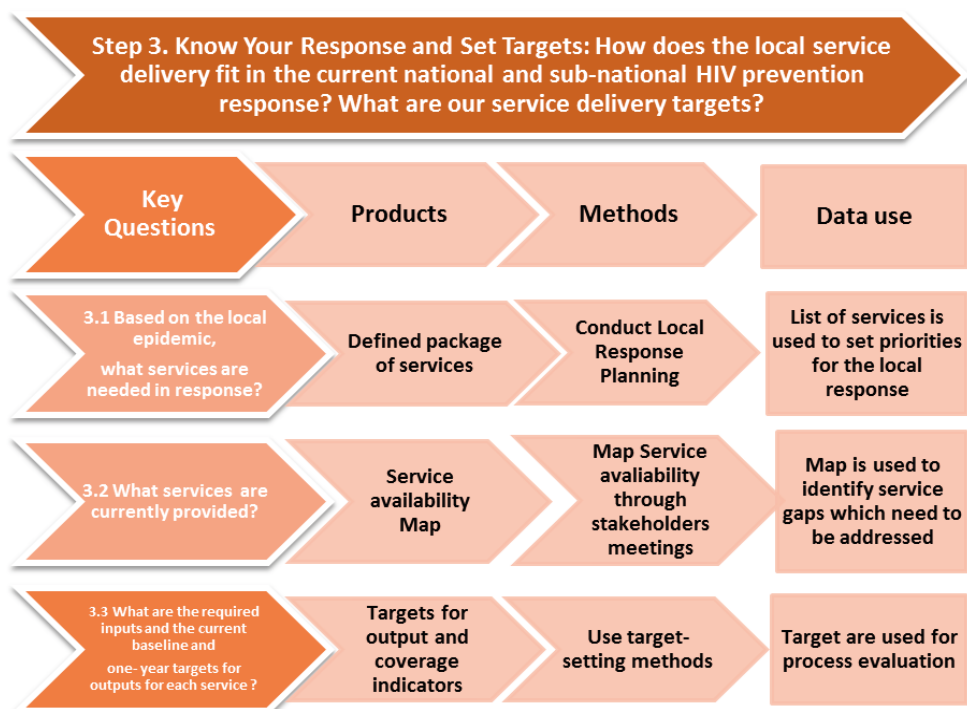 Step 3. Know Your Response and Set Targets: How does the local service
delivery fit in the current national and sub-national HIV prevention
response? What are our service delivery targets?
Key
Questions
Products
Methods
Data use
3.1 Based on the local
epidemic,
what services are
needed in response?
Defined package
of services
Conduct Local
Response
Planning
List of services is
used to set priorities
for the local
response
3.2 What services are
currently provided?
Service
availability
Map
Map Service
avaliability
through
stakeholders
meetings
Map is used to
identify service
gaps which need to
be addressed
3.3 What are the required
inputs and the current
baseline and
one- year targets for
outputs for each service ?
Targets for
output and
coverage
indicators
Use target-
setting methods
Target are used for
process evaluation